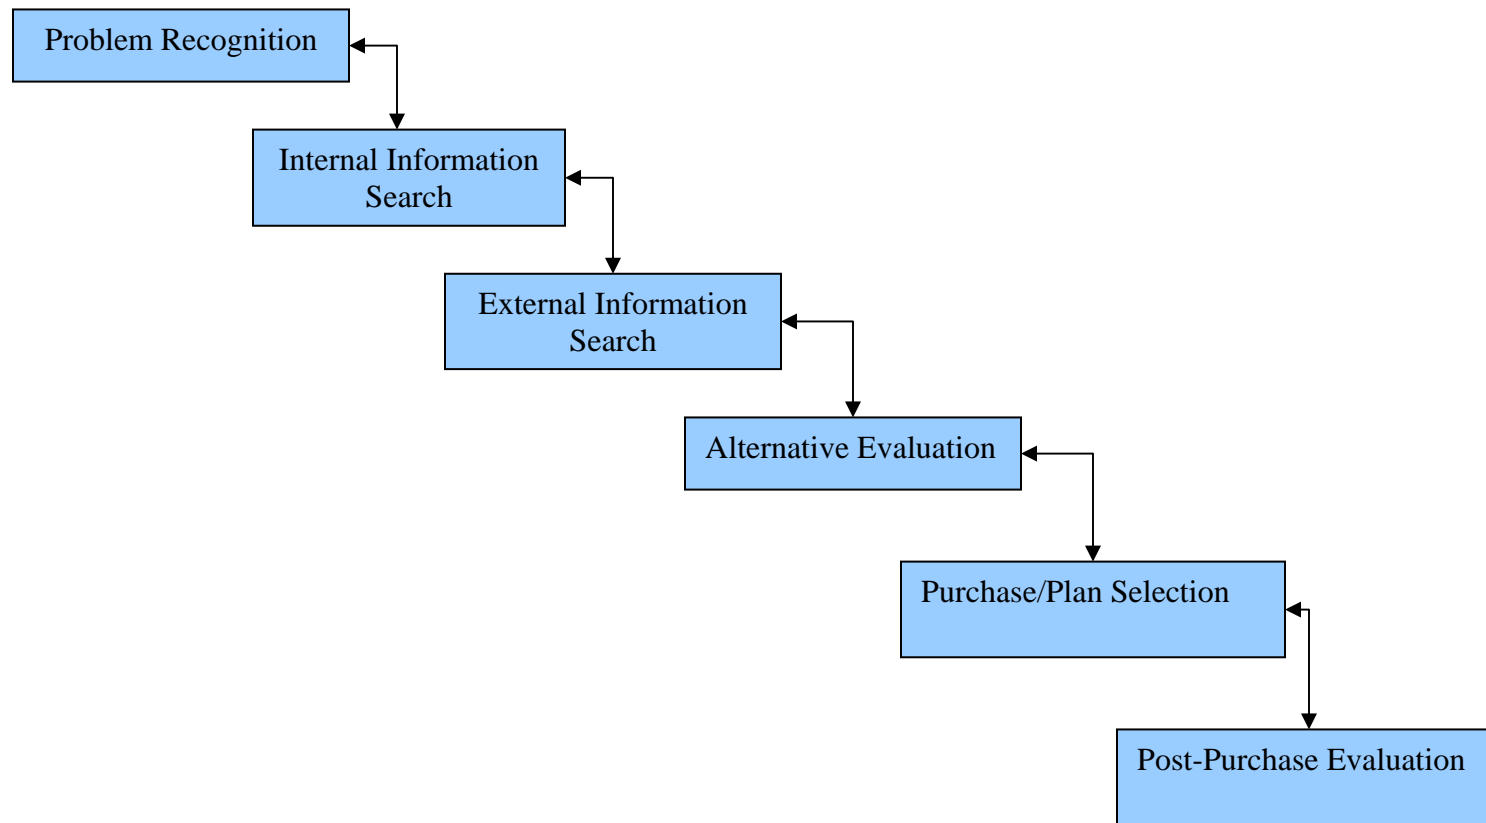 Problem Recognition
Internal Information
Search
External Information
Search
Alternative Evaluation
Purchase/Plan Selection
Post-Purchase Evaluation